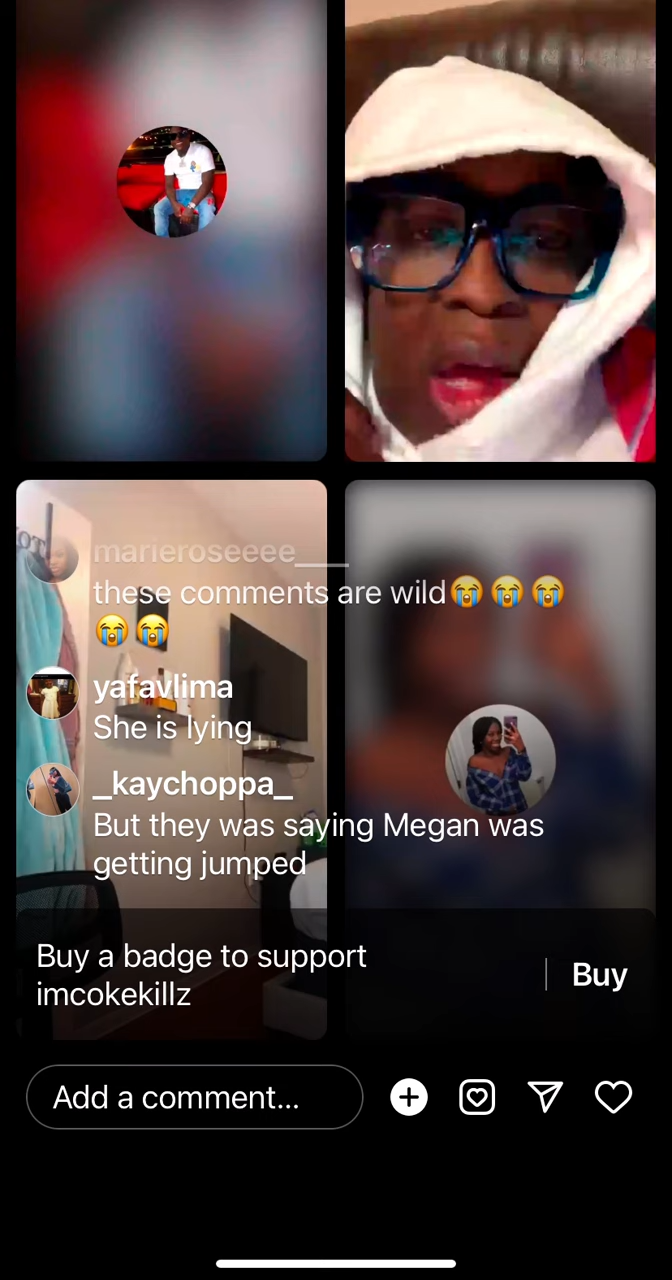 marieroseeee___
these comments are wild😭😭😭
😭😭
yafavlima
She is lying
_kaychoppa_
But they was saying Megan was
getting jumped
Buy a badge to support
imcokekillz
Buy
Add a comment...